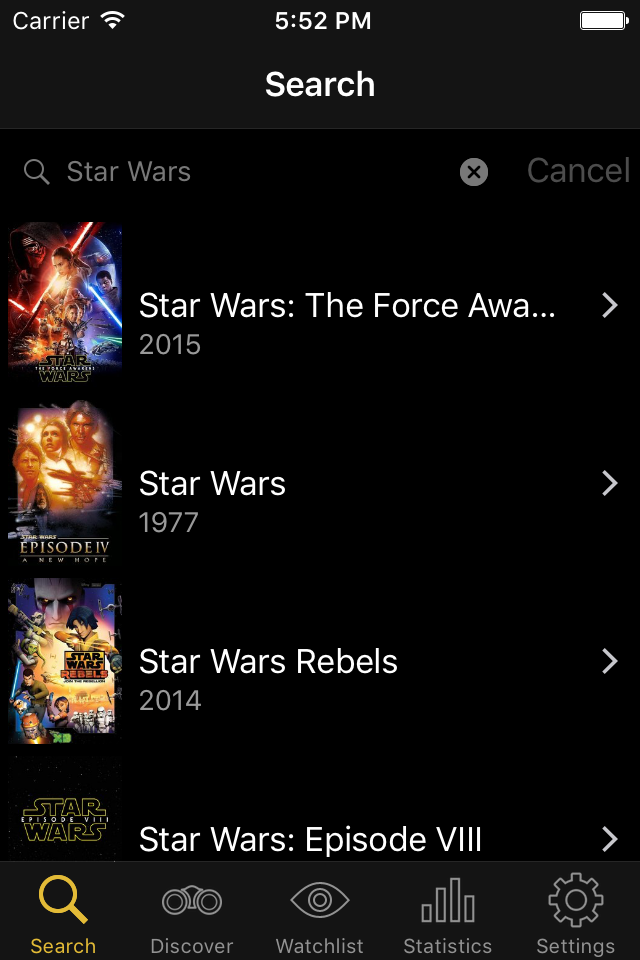 Carrier 5:52 PM
Search
Star Wars Cancel
STAR
THE FORCE AWAKENS
WARS
Star Wars: The Force Awa...
2015
STAR WARS
EPISODE IV
A NEW HOPE
Star Wars
1977
STAR
WARS
REBELS
JOIN THE REBELLION
XD
Star Wars Rebels
2014
STAR
EPISODE VIII
WARS
Star Wars: Episode VIII
Search Discover Watchlist Statistics Settings